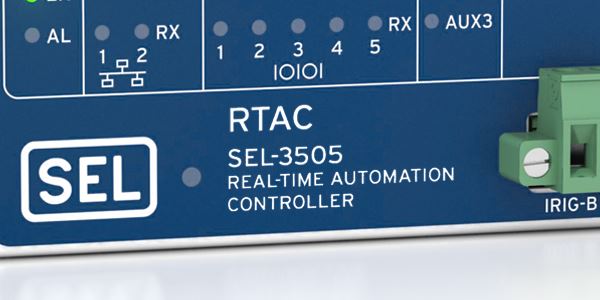 AL
RX
1 2
1 2 3 4 5
RX
IOIOI
AUX3
RTAC
SEL
SEL-3505
REAL-TIME AUTOMATION
CONTROLLER
IRIG-B